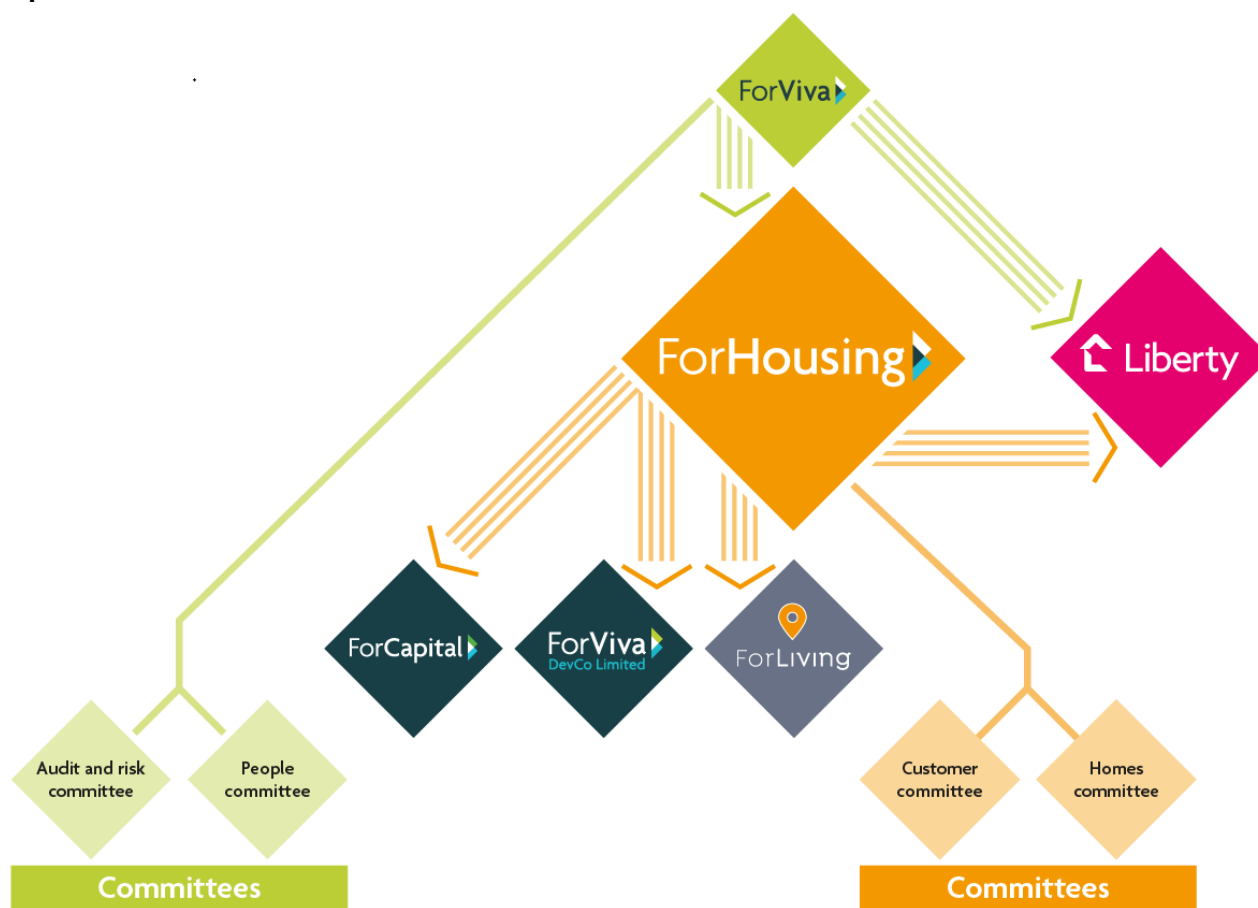 ForViva
ForHousing
Liberty
ForCapital
ForViva
DevCo Limited
ForLiving
Audit and risk
committee
People
committee
Customer
committee
Homes
committee
Committees
Committees